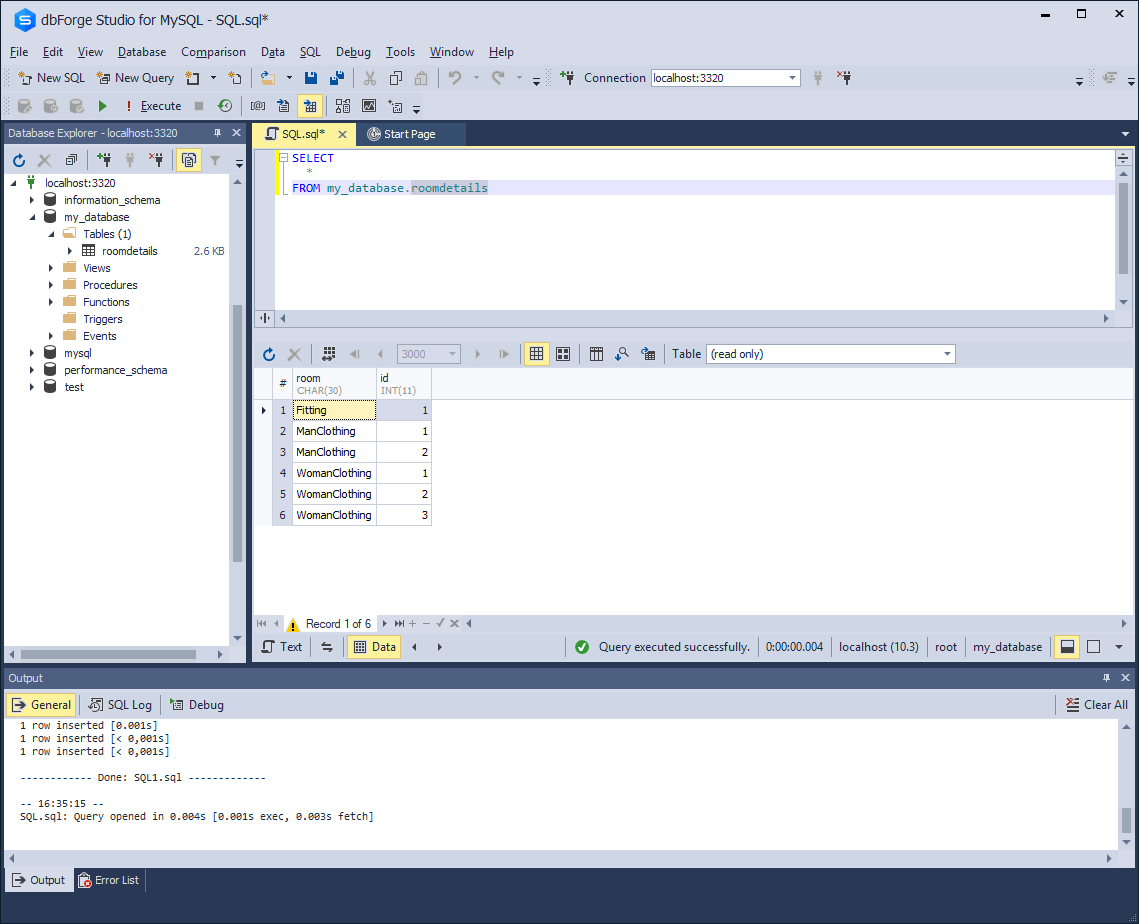 dbForge Studio for MySQL - SQL.sql*
File Edit View Database Comparison Data SQL Debug Tools Window Help
New SQL New Query Connection localhost:3320
Execute
Database Explorer - localhost:3320
localhost:3320
information_schema
my_database
Tables (1)
roomdetails 2.6 KB
Views
Procedures
Functions
Triggers
Events
mysql
performance_schema
test
SQL.sql* Start Page
SELECT
*
FROM my_database.roomdetails
3000 Table (read only)
# room id
CHAR(30) INT(11)
1 Fitting 1
2 ManClothing 1
3 ManClothing 2
4 WomanClothing 1
5 WomanClothing 2
6 WomanClothing 3
Record 1 of 6
Text Data Query executed successfully. 0:00:00.004 localhost (10.3) root my_database
Output
General SQL Log Debug Clear All
1 row inserted [0.001s]
1 row inserted [< 0,001s]
1 row inserted [< 0,001s]
------------ Done: SQL1.sql ------------
-- 16:35:15 --
SQL.sql: Query opened in 0.004s [0.001s exec, 0.003s fetch]
Output Error List